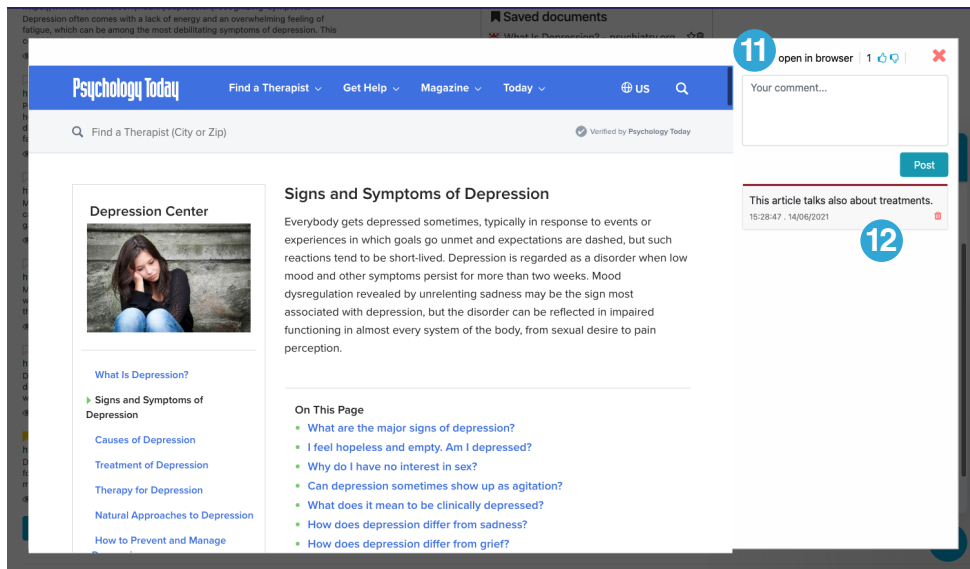 Depression often comes with a lack of energy and an overwhelming feeling of
fatigue, which can be among the most debilitating symptoms of depression. This
Saved documents
What Is Depression? - psychiatry.org
11
open in browser | 1
Psychology Today
Find a Therapist
Get Help
Magazine
Today
US
Find a Therapist (City or Zip)
Verified by Psychology Today
Your comment...
Post
This article talks also about treatments.
15:28:47 . 14/06/2021
12
Depression Center
What Is Depression?
Signs and Symptoms of
Depression
Causes of Depression
Treatment of Depression
Therapy for Depression
Natural Approaches to Depression
How to Prevent and Manage
Signs and Symptoms of Depression
Everybody gets depressed sometimes, typically in response to events or
experiences in which goals go unmet and expectations are dashed, but such
reactions tend to be short-lived. Depression is regarded as a disorder when low
mood and other symptoms persist for more than two weeks. Mood
dysregulation revealed by unrelenting sadness may be the sign most
associated with depression, but the disorder can be reflected in impaired
functioning in almost every system of the body, from sexual desire to pain
perception.
On This Page
• What are the major signs of depression?
• I feel hopeless and empty. Am I depressed?
• Why do I have no interest in sex?
• Can depression sometimes show up as agitation?
• What does it mean to be clinically depressed?
• How does depression differ from sadness?
• How does depression differ from grief?